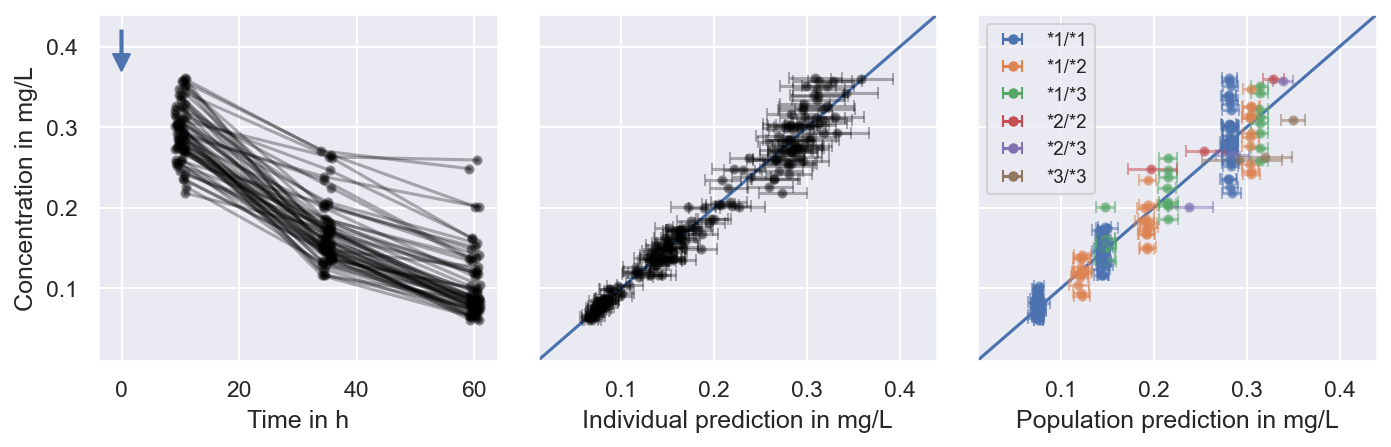 Concentration in mg/L
0.4
0.3
0.2
0.1
0 20 40 60
Time in h
0.1 0.2 0.3 0.4
Individual prediction in mg/L
*1/*1
*1/*2
*1/*3
*2/*2
*2/*3
*3/*3
0.1 0.2 0.3 0.4
Population prediction in mg/L